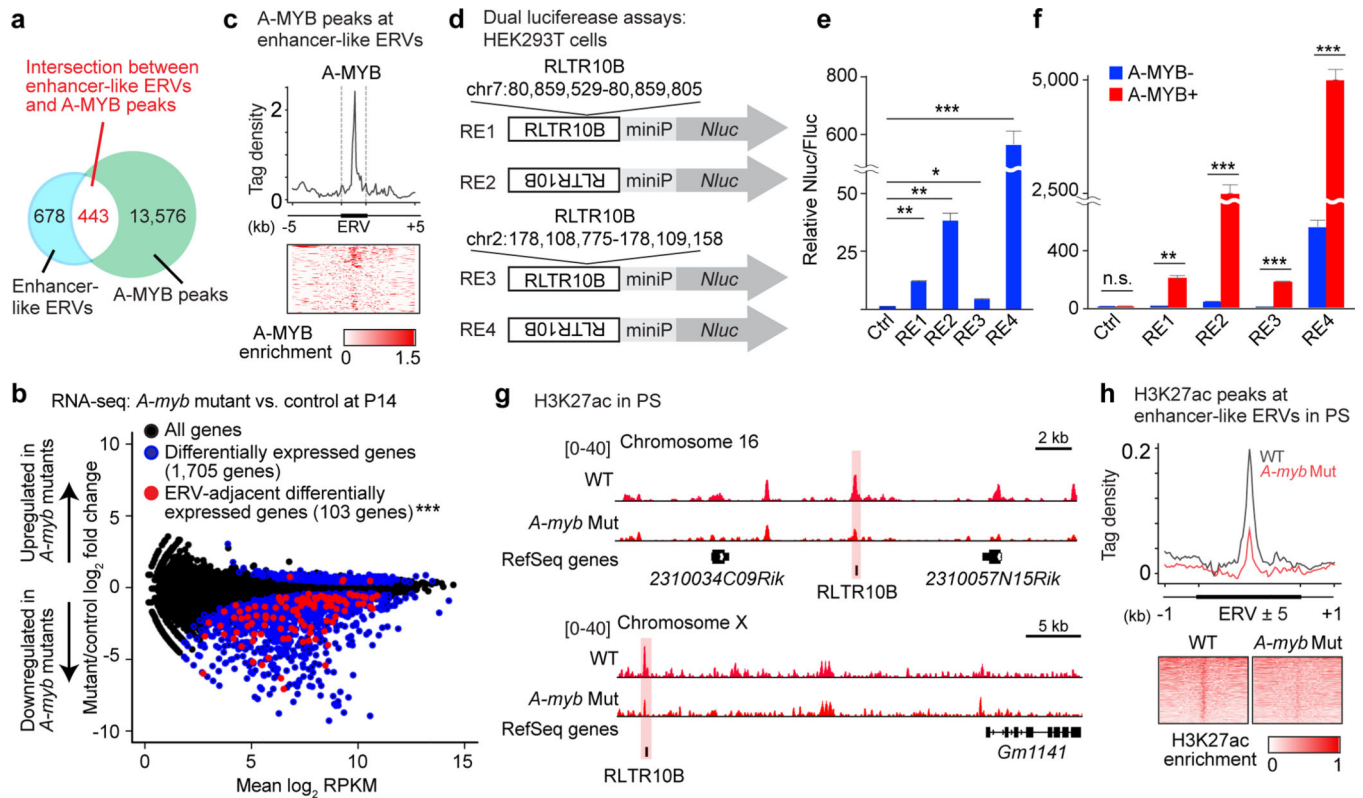 a
Intersection between
enhancer-like ERVs
and A-MYB peaks
678
443
13,576
Enhancer-
like ERVs
A-MYB peaks
c
A-MYB peaks at
enhancer-like ERVs
A-MYB
Tag density
2
1
0
(kb)
-5
ERV
+5
A-MYB
enrichment
0
1.5
d
Dual luciferease assays:
HEK293T cells
RLTR10B
chr7:80,859,529-80,859,805
RE1
RLTR10B
miniP
Nluc
RE2
RLTR10B
miniP
Nluc
RLTR10B
chr2:178,108,775-178,109,158
RE3
RLTR10B
miniP
Nluc
RE4
RLTR10B
miniP
Nluc
e
Relative Nluc/Fluc
800
600
50
25
0
***
*
**
**
Ctrl
RE1
RE2
RE3
RE4
f
A-MYB-
A-MYB+
5,000
2,500
400
0
n.s.
**
***
***
***
Ctrl
RE1
RE2
RE3
RE4
b
RNA-seq: A-myb mutant vs. control at P14
All genes
Differentially expressed genes
(1,705 genes)
ERV-adjacent differentially
expressed genes (103 genes)***
Upregulated in
A-myb mutants
Downregulated in
A-myb mutants
Mutant/control log2 fold change
10
5
0
-5
-10
0
5
10
15
Mean log2 RPKM
g
H3K27ac in PS
[0-40]
Chromosome 16
2 kb
WT
A-myb Mut
RefSeq genes
2310034C09Rik
2310057N15Rik
RLTR10B
[0-40]
Chromosome X
5 kb
WT
A-myb Mut
RefSeq genes
Gm1141
RLTR10B
h
H3K27ac peaks at
enhancer-like ERVs in PS
0.2
WT
A-myb Mut
Tag density
0
(kb)
-1
ERV ± 5
+1
WT
A-myb Mut
H3K27ac
enrichment
0
1